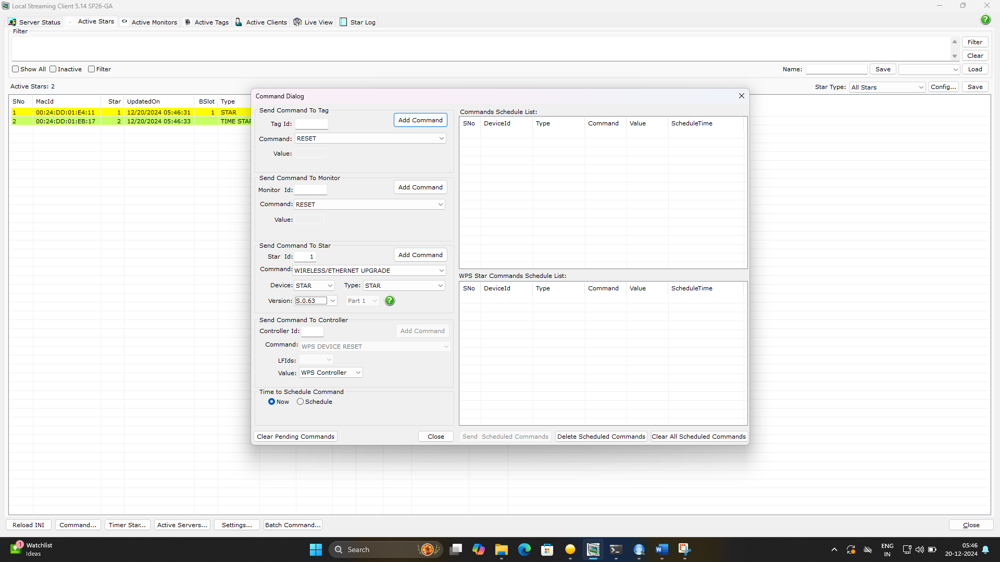 Local Streaming Client 5.14 SP26-GA
Server Status Active Stars Active Monitors Active Tags Active Clients Live View Star Log
Filter
Filter
Clear
Show All Inactive Filter Name: Save Load
Active Stars: 2 Star Type: All Stars Config... Save
SNo MacId Star UpdatedOn BSlot Type
1 00:24:DD:01:E4:11 1 12/20/2024 05:46:31 1 STAR
2 00:24:DD:01:EB:17 2 12/20/2024 05:46:33 TIME STAR
Command Dialog
Send Command To Tag
Tag Id: Add Command
Command: RESET
Value:
Send Command To Monitor
Monitor Id: Add Command
Command: RESET
Value:
Send Command To Star
Star Id: 1 Add Command
Command: WIRELESS/ETHERNET UPGRADE
Device: STAR Type: STAR
Version: S.0.63 Part 1
Send Command To Controller
Controller Id: Add Command
Command: WPS DEVICE RESET
LFIds:
Value: WPS Controller
Time to Schedule Command
Now Schedule
Clear Pending Commands Close
Commands Schedule List:
SNo DeviceId Type Command Value ScheduleTime
WPS Star Commands Schedule List:
SNo DeviceId Type Command Value ScheduleTime
Send Scheduled Commands Delete Scheduled Commands Clear All Scheduled Commands
Reload INI Command... Timer Star... Active Servers... Settings... Batch Command... Close
1
Watchlist
Ideas
Search
ENG
IN
05:46
20-12-2024